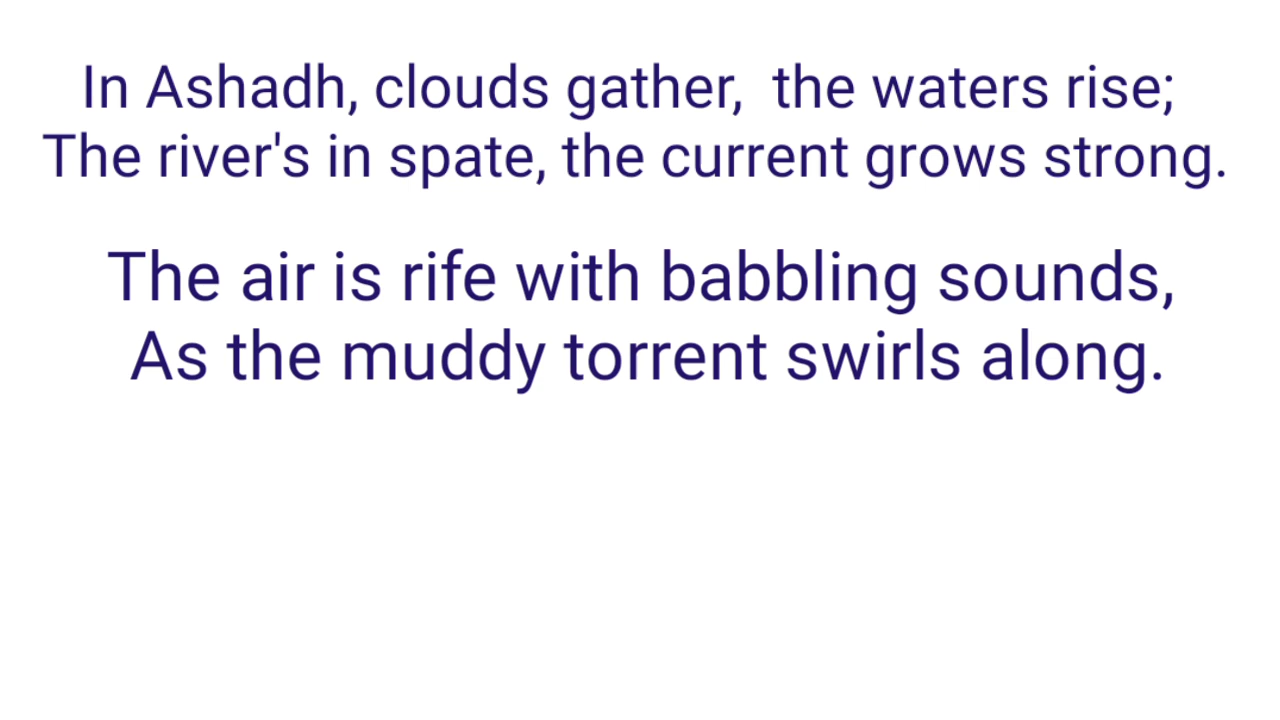 In Ashadh, clouds gather,  the waters rise;
The river's in spate, the current grows strong.
The air is rife with babbling sounds,
As the muddy torrent swirls along.